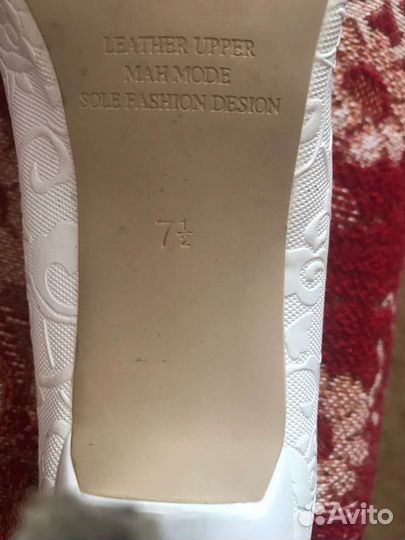 LEATHER UPPER
MAH MODE
SOLE FASHION DESION
7½
Avito